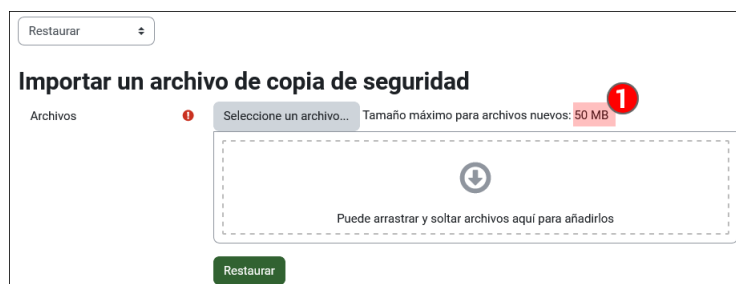 Restaurar
Importar un archivo de copia de seguridad
Archivos
Seleccione un archivo... Tamaño máximo para archivos nuevos: 50 MB
1
Puede arrastrar y soltar archivos aquí para añadirlos
Restaurar